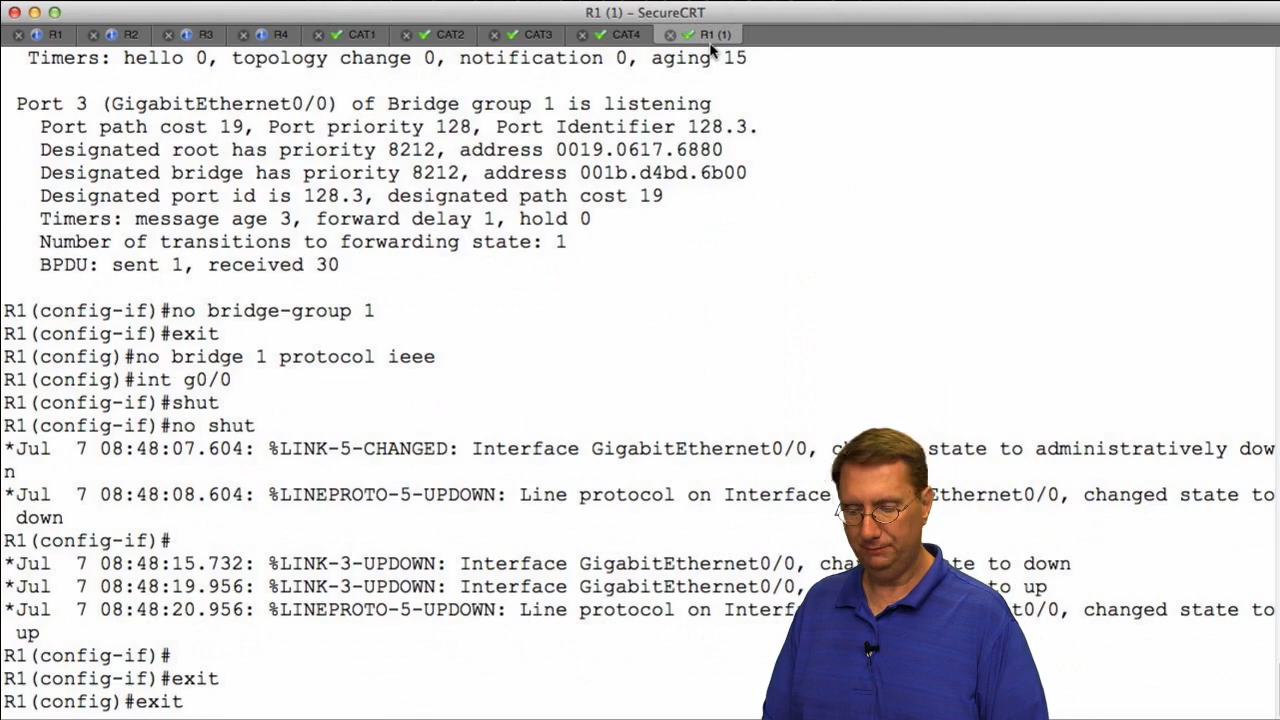 R1 (1) – SecureCRT
R1 R2 R3 R4 CAT1 CAT2 CAT3 CAT4 R1 (1)
Timers: hello 0, topology change 0, notification 0, aging 15
Port 3 (GigabitEthernet0/0) of Bridge group 1 is listening
Port path cost 19, Port priority 128, Port Identifier 128.3.
Designated root has priority 8212, address 0019.0617.6880
Designated bridge has priority 8212, address 001b.d4bd.6b00
Designated port id is 128.3, designated path cost 19
Timers: message age 3, forward delay 1, hold 0
Number of transitions to forwarding state: 1
BPDU: sent 1, received 30
R1(config-if)#no bridge-group 1
R1(config-if)#exit
R1(config)#no bridge 1 protocol ieee
R1(config)#int g0/0
R1(config-if)#shut
R1(config-if)#no shut
*Jul  7 08:48:07.604: %LINK-5-CHANGED: Interface GigabitEthernet0/0, state to administratively dow
n
*Jul  7 08:48:08.604: %LINEPROTO-5-UPDOWN: Line protocol on Interface Ethernet0/0, changed state to
down
R1(config-if)#
*Jul  7 08:48:15.732: %LINK-3-UPDOWN: Interface GigabitEthernet0/0, to down
*Jul  7 08:48:19.956: %LINK-3-UPDOWN: Interface GigabitEthernet0/0, to up
*Jul  7 08:48:20.956: %LINEPROTO-5-UPDOWN: Line protocol on changed state to
up
R1(config-if)#
R1(config-if)#exit
R1(config)#exit